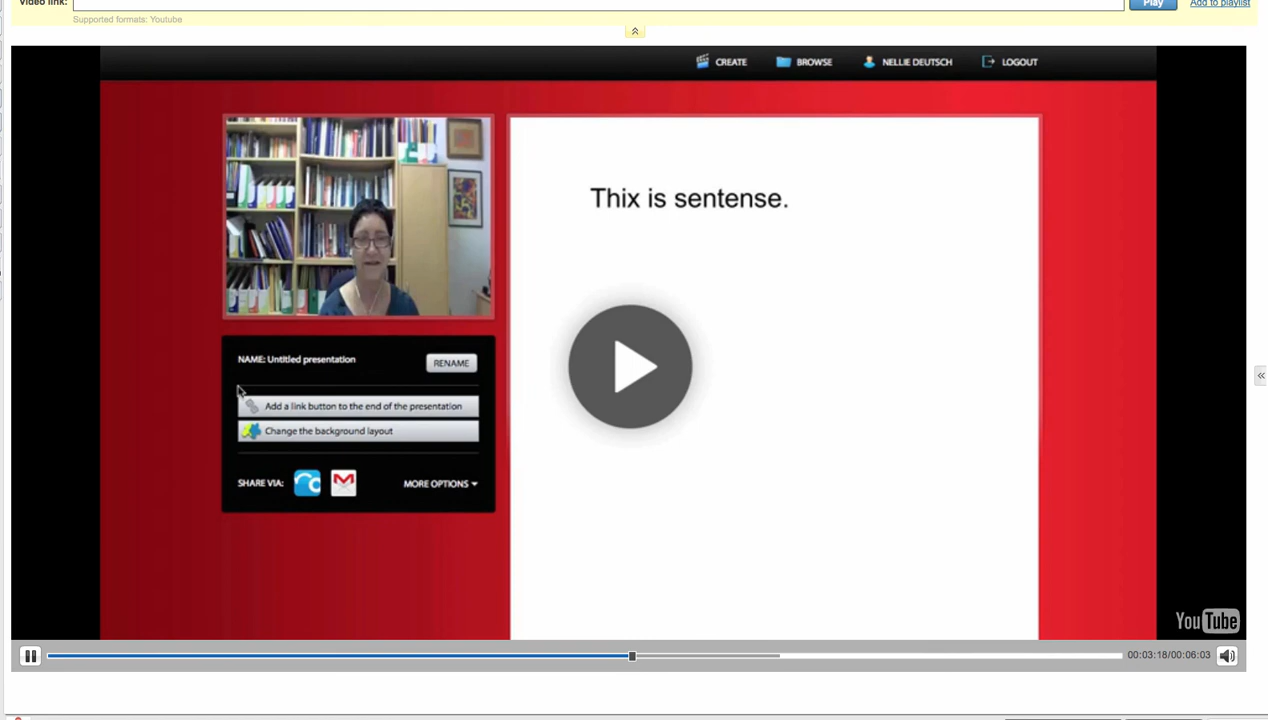 Video link:
Play
Add to playlist
Supported formats: Youtube
CREATE
BROWSE
NELLIE DEUTSCH
LOGOUT
Thix is sentense.
NAME: Untitled presentation
RENAME
Add a link button to the end of the presentation
Change the background layout
SHARE VIA:
MORE OPTIONS
YouTube
00:03:18/00:06:03